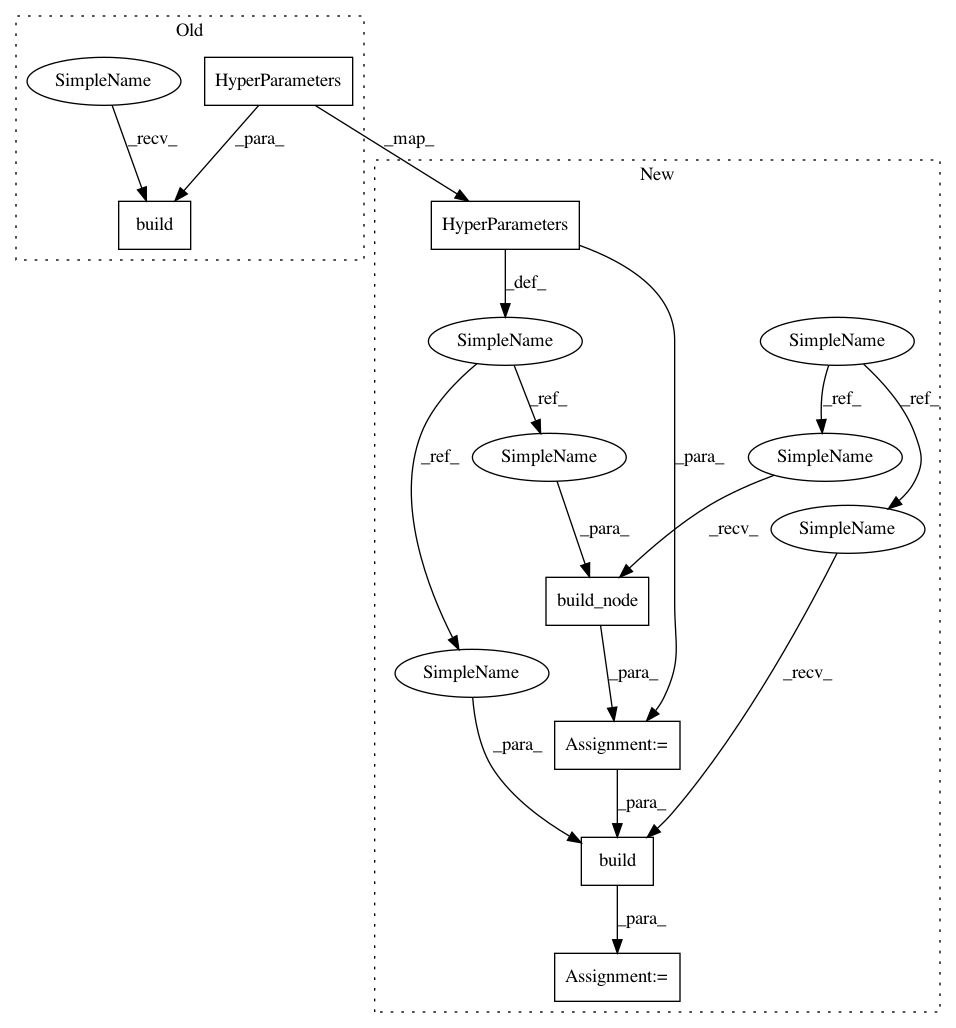 Old
SimpleName
HyperParameters
_recv_
_para_
_map_
build
New
HyperParameters
_def_
SimpleName
SimpleName
_ref_
_ref_
_ref_
_ref_
_para_
SimpleName
SimpleName
SimpleName
_para_
_recv_
build_node
_para_
_recv_
SimpleName
_para_
Assignment:=
_para_
build
_para_
Assignment:=